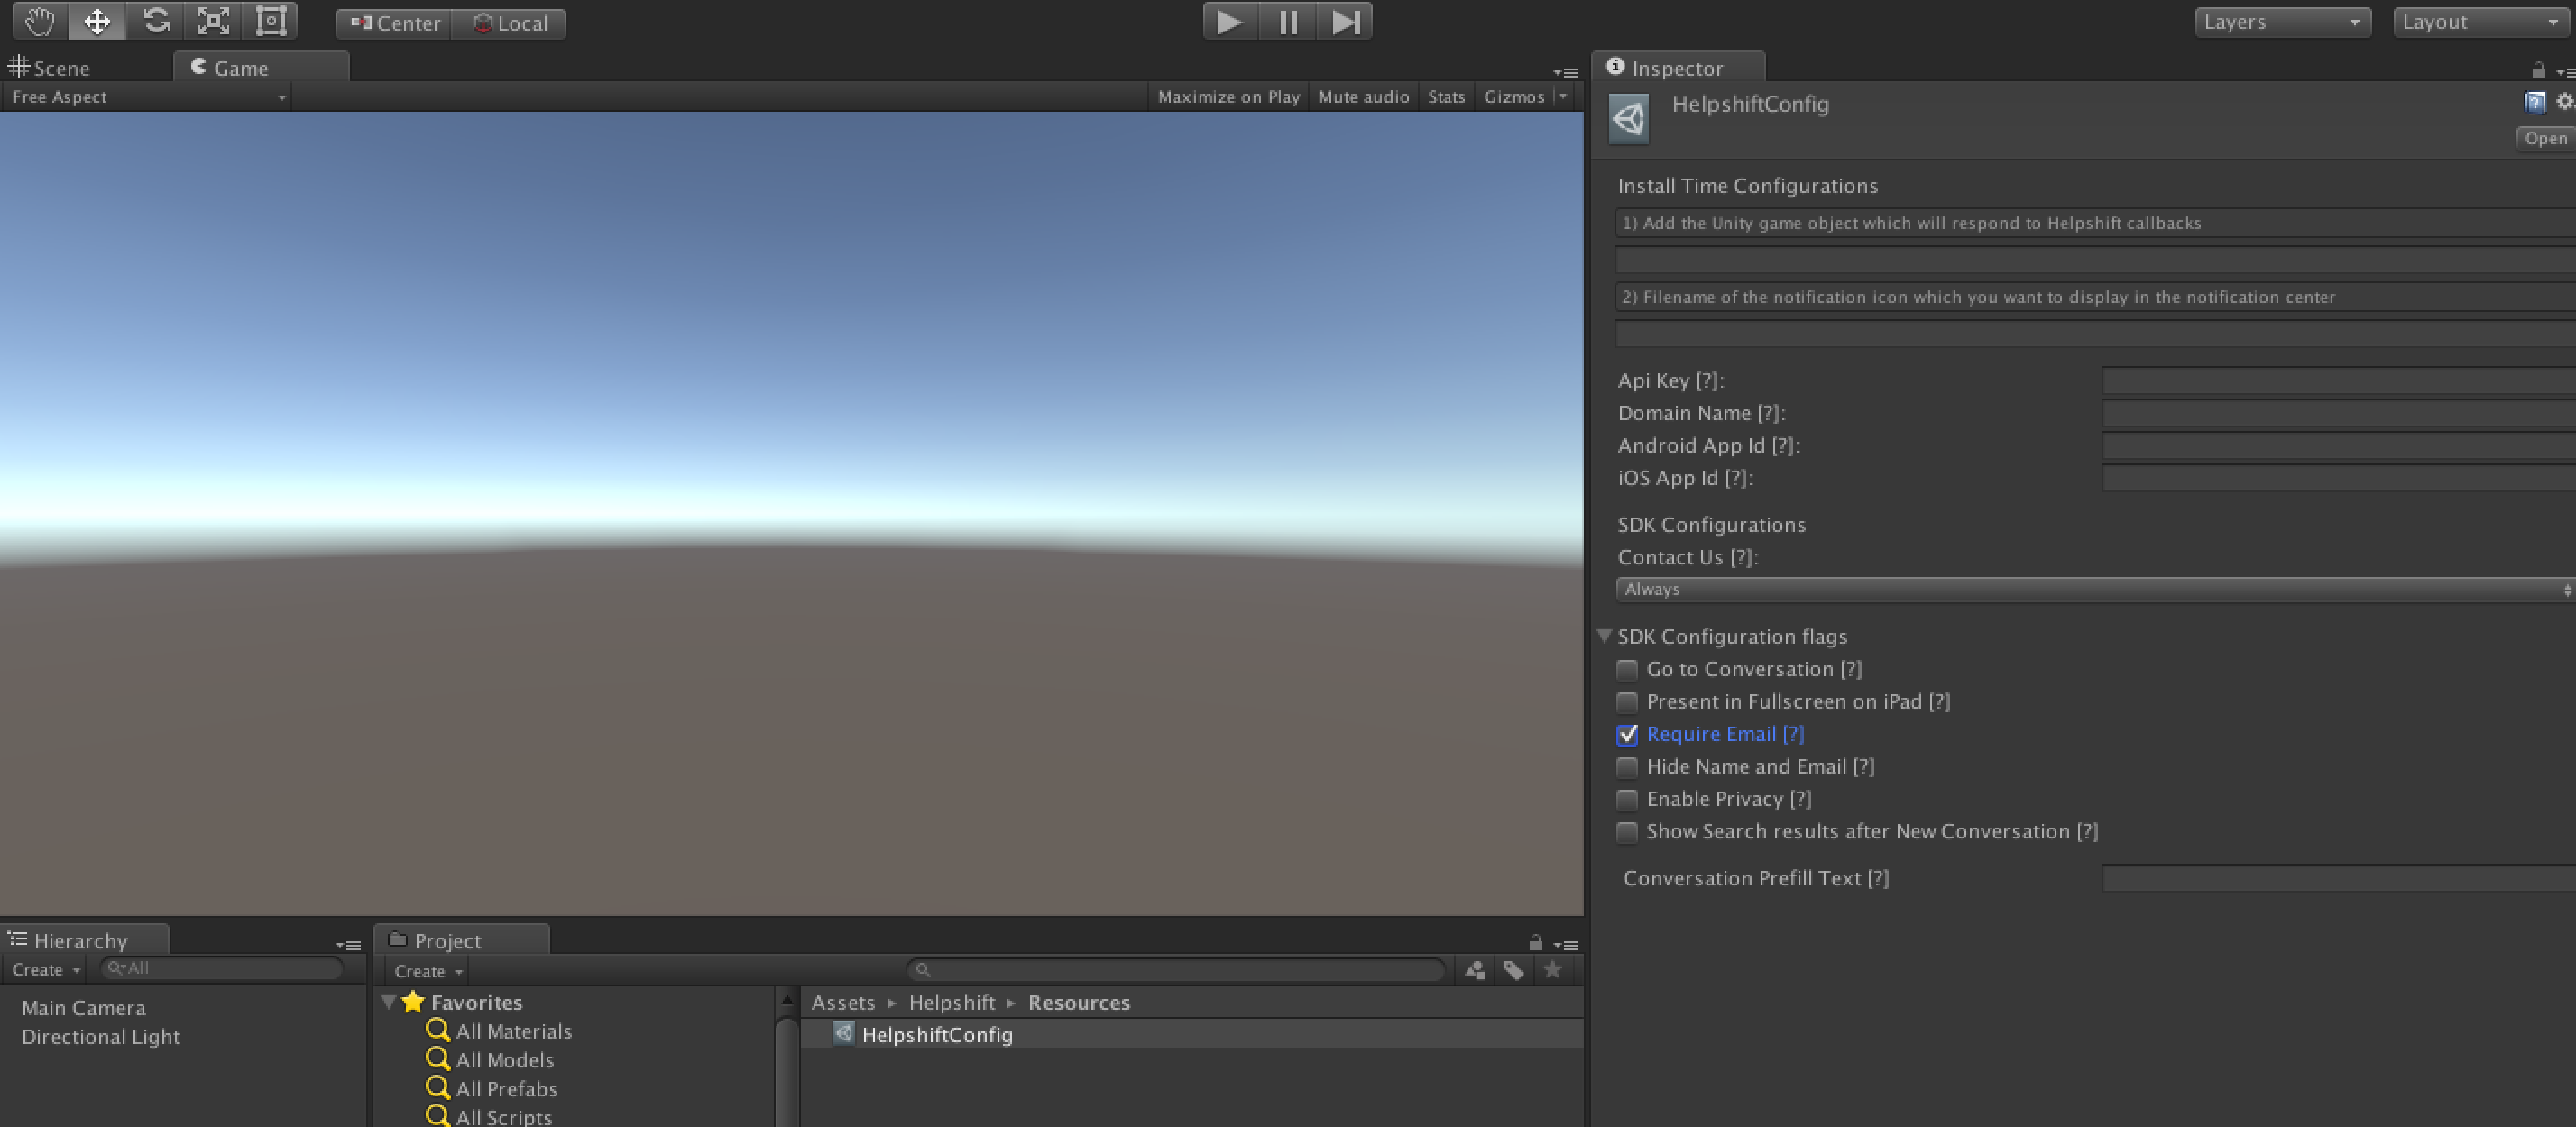 Center Local Layers Layout
Scene Game
Free Aspect Maximize on Play Mute audio Stats Gizmos
Inspector
HelpshiftConfig
Open
Install Time Configurations
1) Add the Unity game object which will respond to Helpshift callbacks
2) Filename of the notification icon which you want to display in the notification center
Api Key [?]:
Domain Name [?]:
Android App Id [?]:
iOS App Id [?]:
SDK Configurations
Contact Us [?]:
Always
SDK Configuration flags
Go to Conversation [?]
Present in Fullscreen on iPad [?]
Require Email [?]
Hide Name and Email [?]
Enable Privacy [?]
Show Search results after New Conversation [?]
Conversation Prefill Text [?]
Hierarchy
Create All
Main Camera
Directional Light
Project
Create
Favorites
All Materials
All Models
All Prefabs
All Scripts
Assets Helpshift Resources
HelpshiftConfig